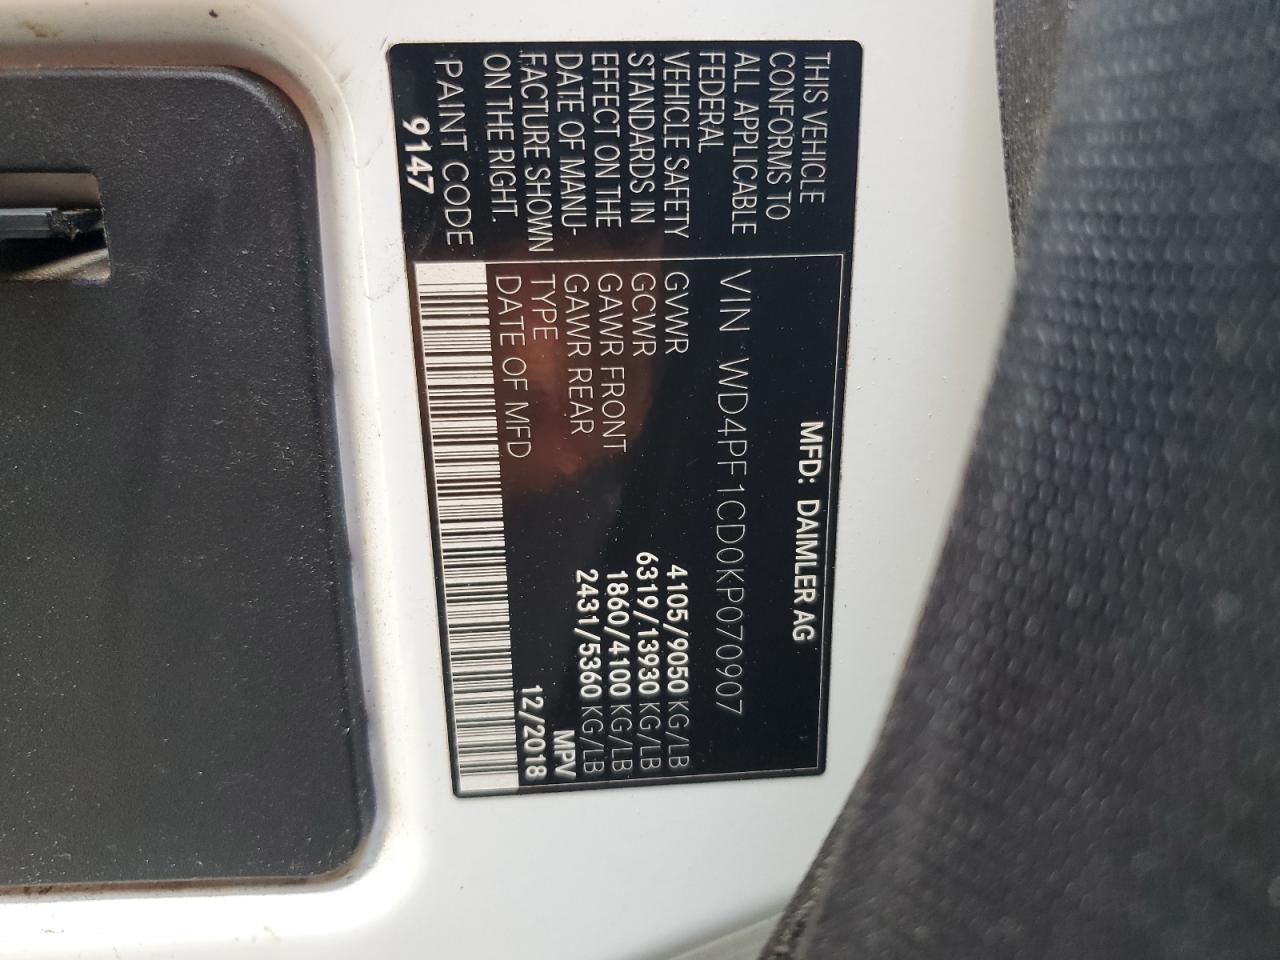 MFD: DAIMLER AG
THIS VEHICLE
CONFORMS TO
ALL APPLICABLE
FEDERAL
VEHICLE SAFETY
STANDARDS IN
EFFECT ON THE
DATE OF MANU-
FACTURE SHOWN
ON THE RIGHT.
PAINT CODE
9147
VIN WD4PF1CD0KP070907
GVWR 4105/9050 KG/LB
GCWR 6319/13930 KG/LB
GAWR FRONT 1860/4100 KG/LB
GAWR REAR 2431/5360 KG/LB
TYPE MPV
DATE OF MFD 12/2018